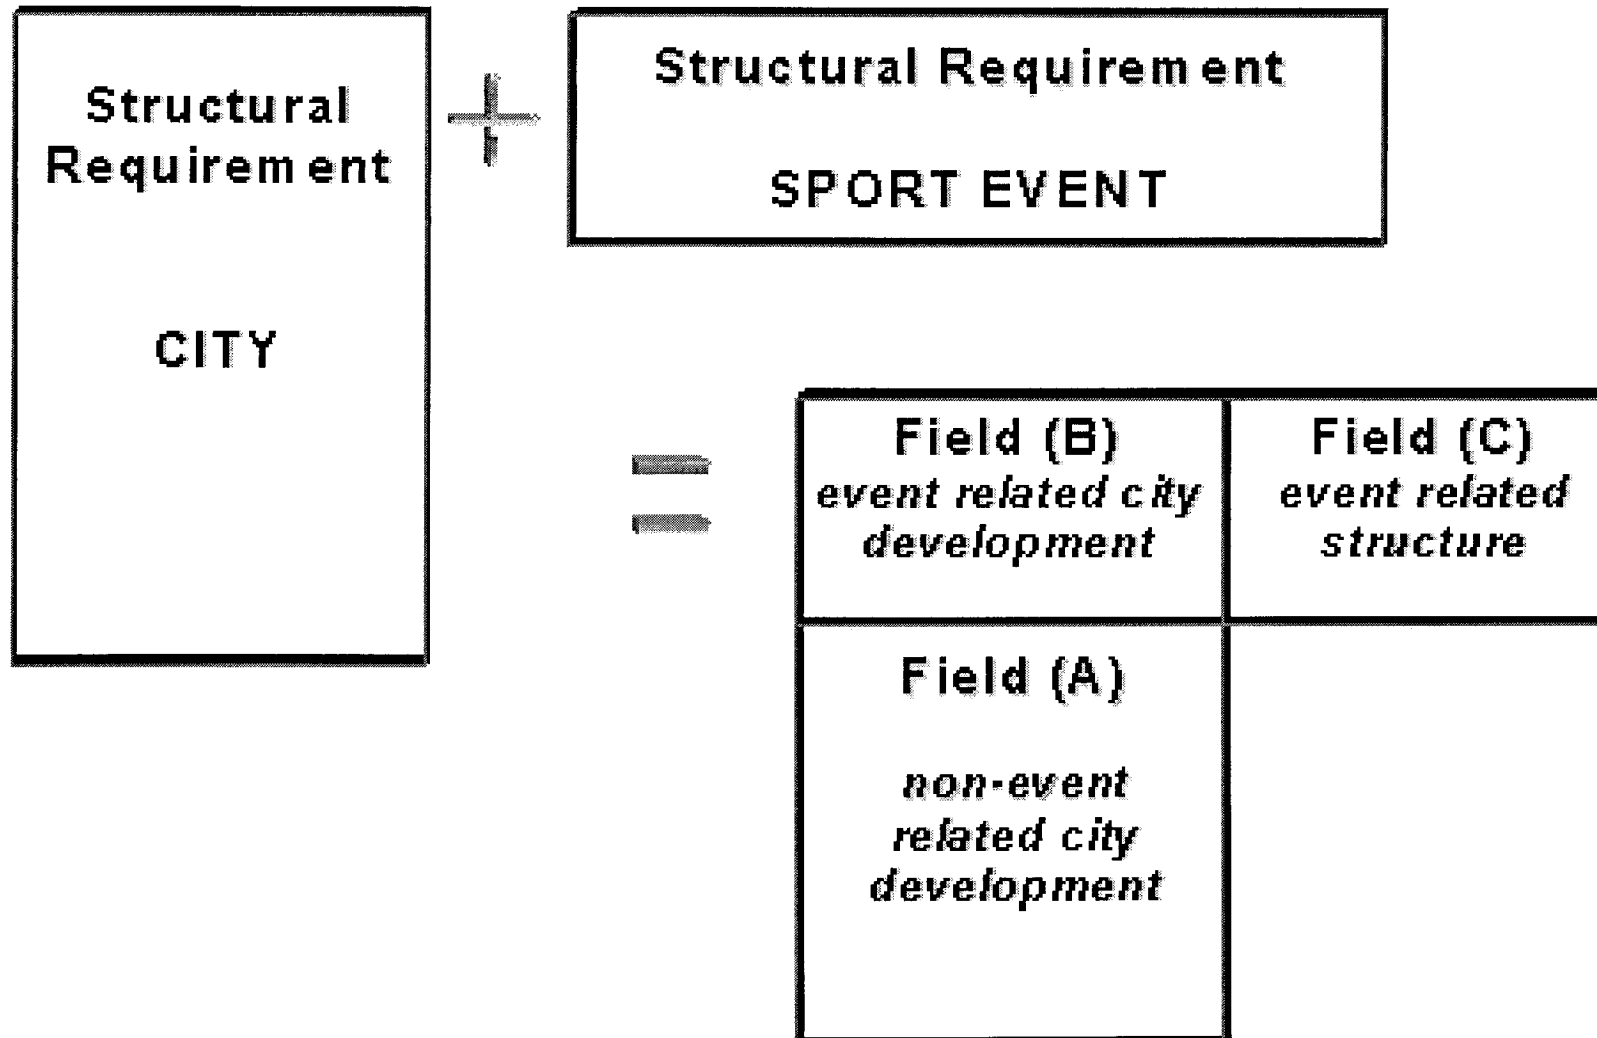 Structural
Requirement
CITY
Structural Requirement
SPORT EVENT
Field (B)
event related city
development
Field (C)
event related
structure
Field (A)
non-event
related city
development